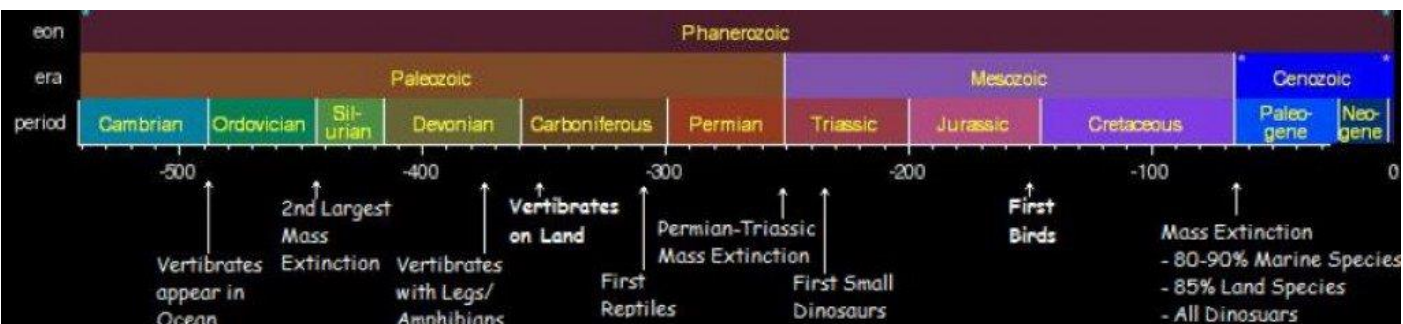 eon Phanerozoic
era Paleozoic Mesozoic Cenozoic
period Cambrian Ordovician Sil-urian Devonian Carboniferous Permian Triassic Jurassic Cretaceous Paleo-gene Neo-gene
-500 -400 -300 -200 -100 0
Vertibrates
appear in
Ocean
2nd Largest
Mass
Extinction
Vertibrates
with Legs/
Amphibians
Vertibrates
on Land
First
Reptiles
Permian-Triassic
Mass Extinction
First Small
Dinosaurs
First
Birds
Mass Extinction
- 80-90% Marine Species
- 85% Land Species
- All Dinosuars